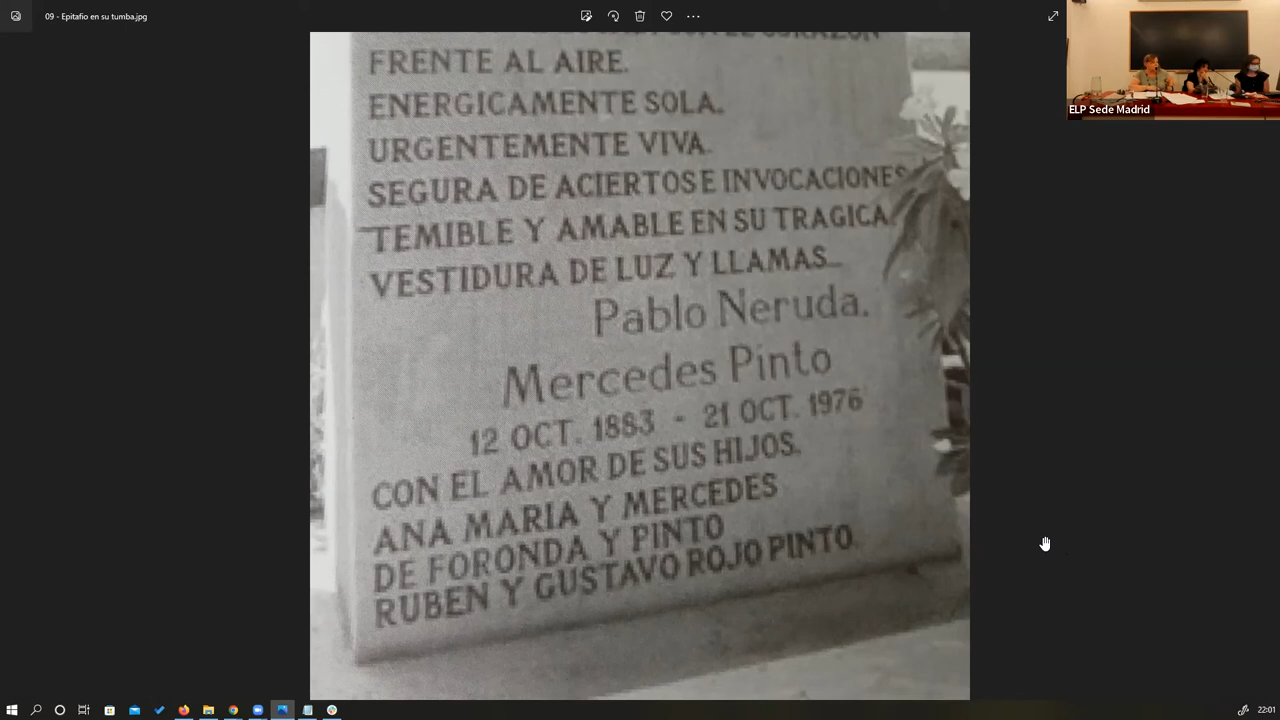 09 - Epitafio en su tumba.jpg
EL CORAZON
FRENTE AL AIRE.
ENERGICAMENTE SOLA.
URGENTEMENTE VIVA.
SEGURA DE ACIERTOS E INVOCACIONES
TEMIBLE Y AMABLE EN SU TRAGICA
VESTIDURA DE LUZ Y LLAMAS...
Pablo Neruda.
Mercedes Pinto
12 OCT. 1883 - 21 OCT. 1976
CON EL AMOR DE SUS HIJOS.
ANA MARIA Y MERCEDES
DE FORONDA Y PINTO
RUBEN Y GUSTAVO ROJO PINTO.
ELP Sede Madrid
22:01